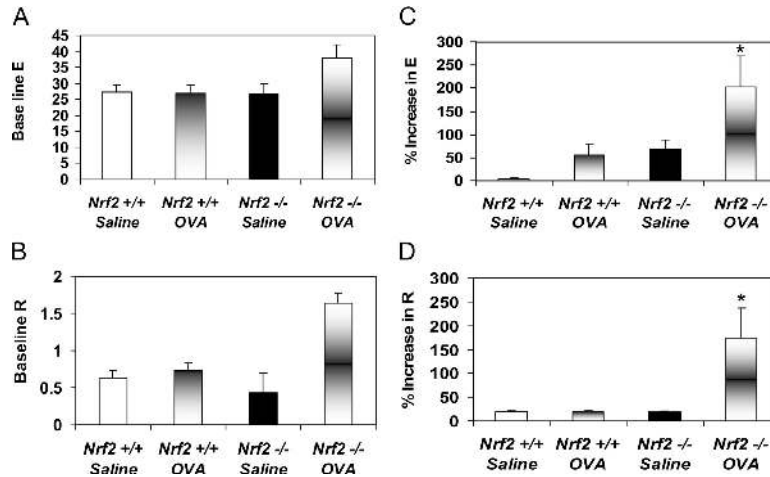 A
Base line E
45
40
35
30
25
20
15
10
5
0
Nrf2 +/+ Nrf2 +/+ Nrf2 -/- Nrf2 -/-
Saline OVA Saline OVA
B
Baseline R
2
1.5
1
0.5
0
Nrf2 +/+ Nrf2 +/+ Nrf2 -/- Nrf2 -/-
Saline OVA Saline OVA
C
% Increase in E
300
250
200
150
100
50
0
*
Nrf2 +/+ Nrf2 +/+ Nrf2 -/- Nrf2 -/-
Saline OVA Saline OVA
D
% Increase in R
300
250
200
150
100
50
0
*
Nrf2 +/+ Nrf2 +/+ Nrf2 -/- Nrf2 -/-
Saline OVA Saline OVA